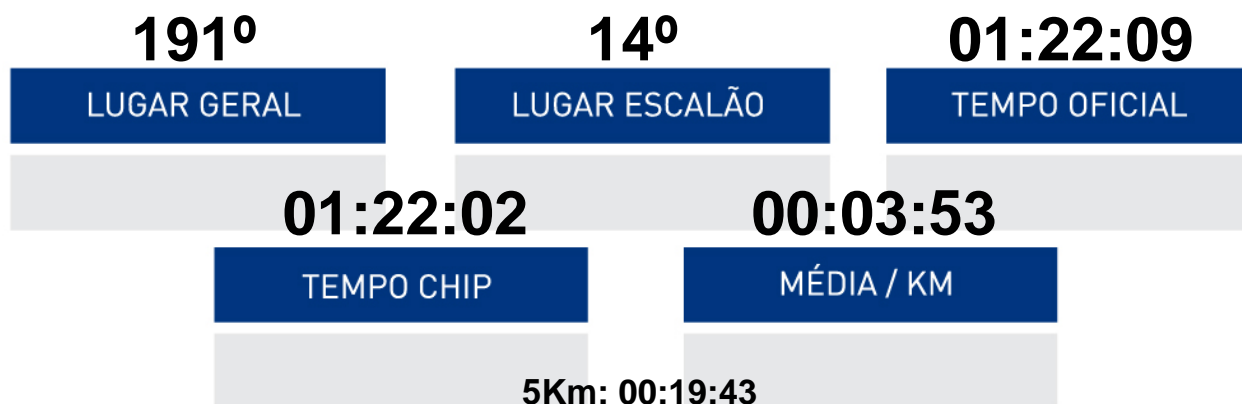 191º 14º 01:22:09
LUGAR GERAL LUGAR ESCALÃO TEMPO OFICIAL
01:22:02 00:03:53
TEMPO CHIP MÉDIA / KM
5Km: 00:19:43